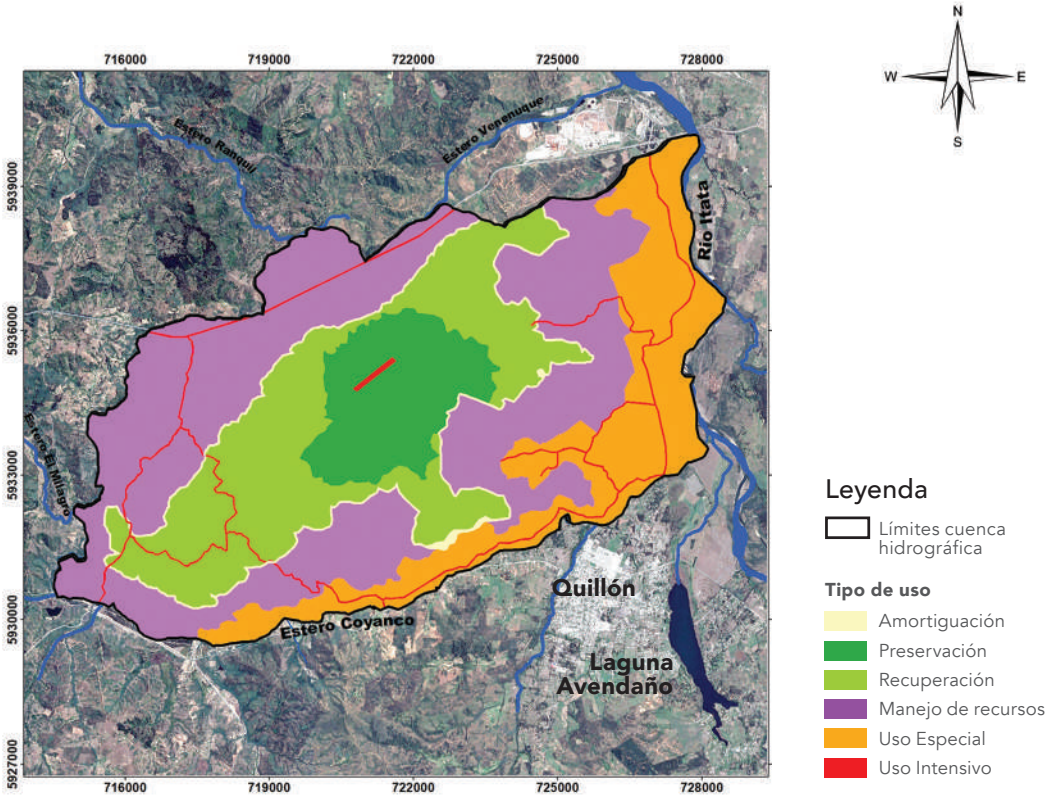 N
W E
S
716000 719000 722000 725000 728000
5939000
5936000
5933000
5930000
5927000
Estero Ranquil
Estero Venenuque
Río Itata
Estero El Milagro
Quillón
Estero Coyanco
Laguna
Avendaño
716000 719000 722000 725000 728000
Leyenda
Límites cuenca
hidrográfica
Tipo de uso
Amortiguación
Preservación
Recuperación
Manejo de recursos
Uso Especial
Uso Intensivo